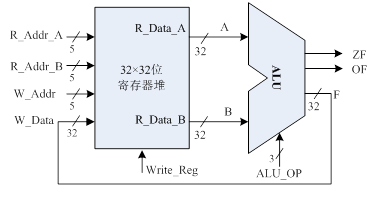 R_Addr_A
5
R_Data_A
32
A
R_Addr_B
5
32×32位
寄存器堆
ALU
ZF
OF
W_Addr
5
W_Data
32
R_Data_B
32
B
32
F
Write_Reg
3
ALU_OP